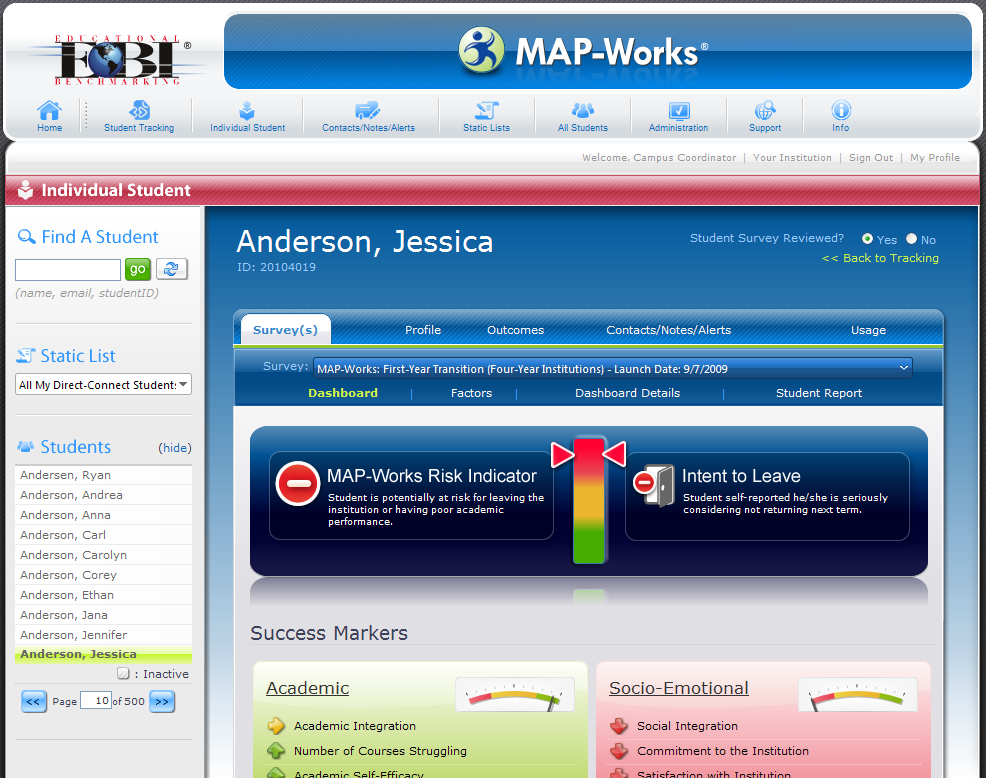 EDUCATIONAL
EBI ®
BENCHMARKING
MAP-Works®
Home
Student Tracking
Individual Student
Contacts/Notes/Alerts
Static Lists
All Students
Administration
Support
Info
Welcome, Campus Coordinator | Your Institution | Sign Out | My Profile
Individual Student
Find A Student
go
(name, email, studentID)
Static List
All My Direct-Connect Students:
Students (hide)
Andersen, Ryan
Anderson, Andrea
Anderson, Anna
Anderson, Carl
Anderson, Carolyn
Anderson, Corey
Anderson, Ethan
Anderson, Jana
Anderson, Jennifer
Anderson, Jessica
: Inactive
<< Page 10 of 500 >>
Anderson, Jessica
ID: 20104019
Student Survey Reviewed? Yes No
<< Back to Tracking
Survey(s) Profile Outcomes Contacts/Notes/Alerts Usage
Survey: MAP-Works: First-Year Transition (Four-Year Institutions) - Launch Date: 9/7/2009
Dashboard | Factors | Dashboard Details | Student Report
MAP-Works Risk Indicator
Student is potentially at risk for leaving the
institution or having poor academic
performance.
Intent to Leave
Student self-reported he/she is seriously
considering not returning next term.
Success Markers
Academic
Academic Integration
Number of Courses Struggling
Academic Self-Efficacy
Socio-Emotional
Social Integration
Commitment to the Institution
Satisfaction with Institution